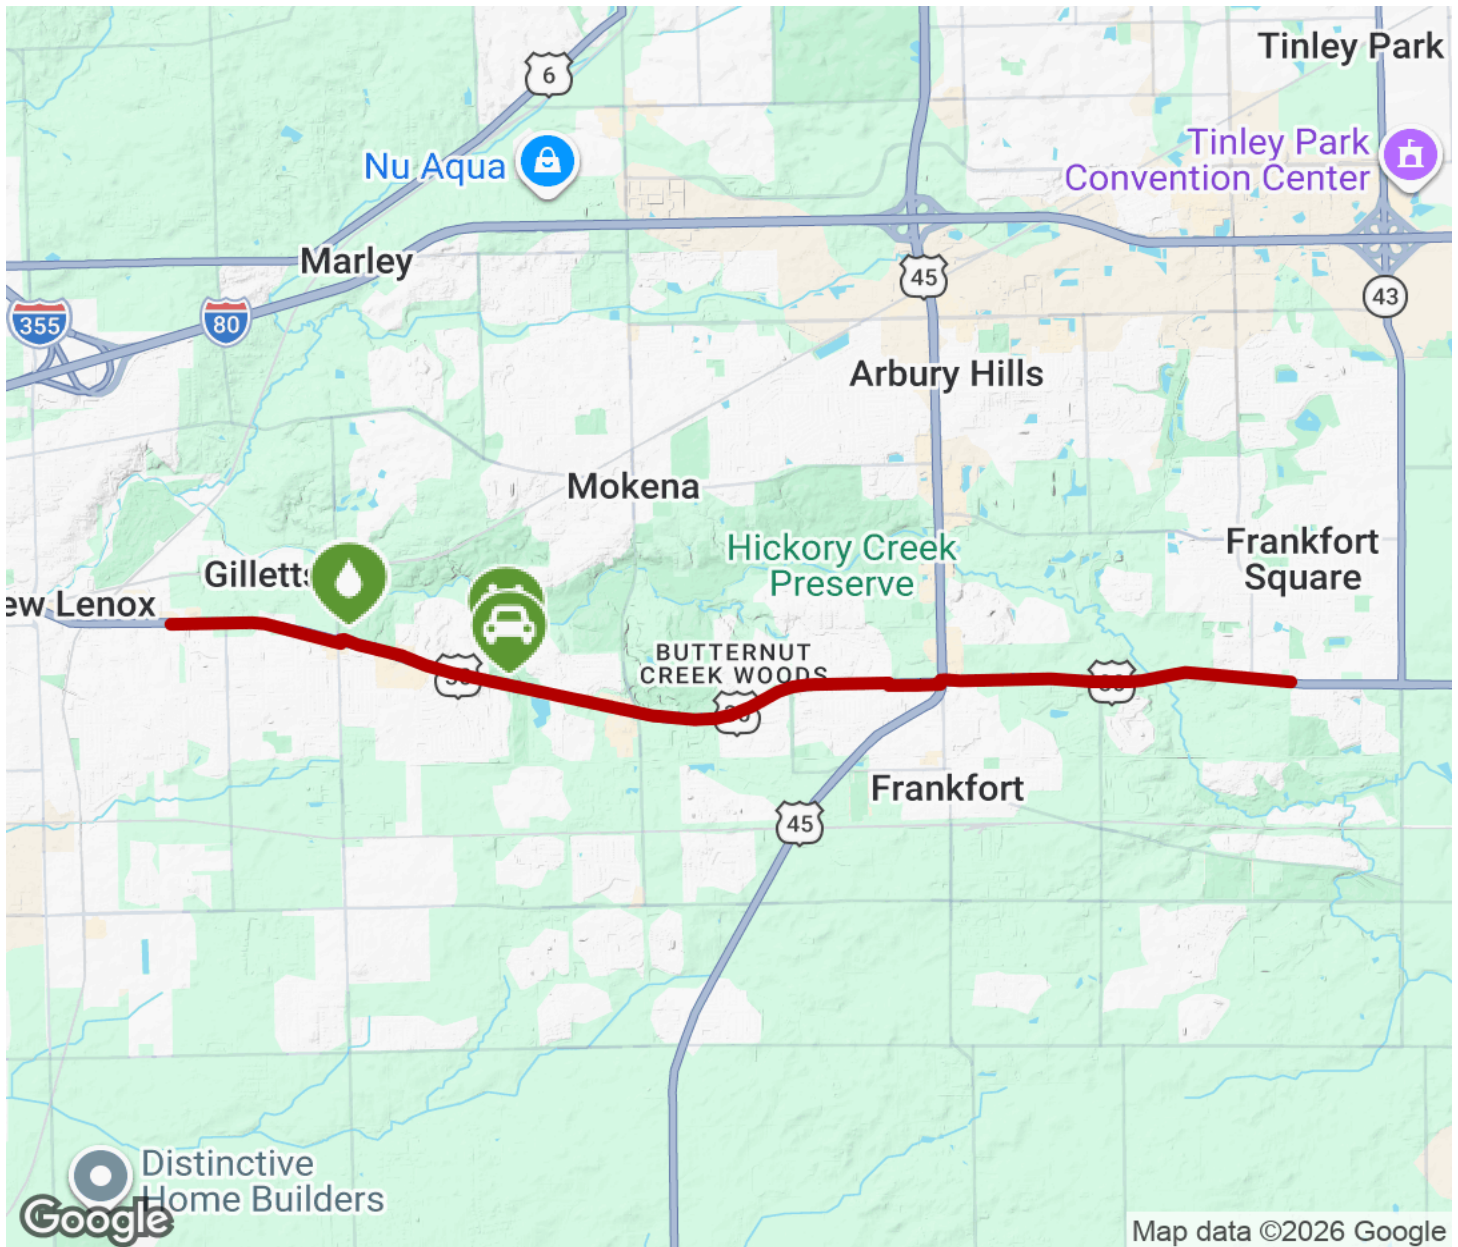 Tinley Park
6
Nu Aqua
Tinley Park
Convention Center
Marley
45
43
355
80
Arbury Hills
Mokena
Hickory Creek
Preserve
Frankfort
Square
Gilletts
ew Lenox
BUTTERNUT
CREEK WOODS
Frankfort
45
Distinctive
Home Builders
Google
Map data ©2026 Google